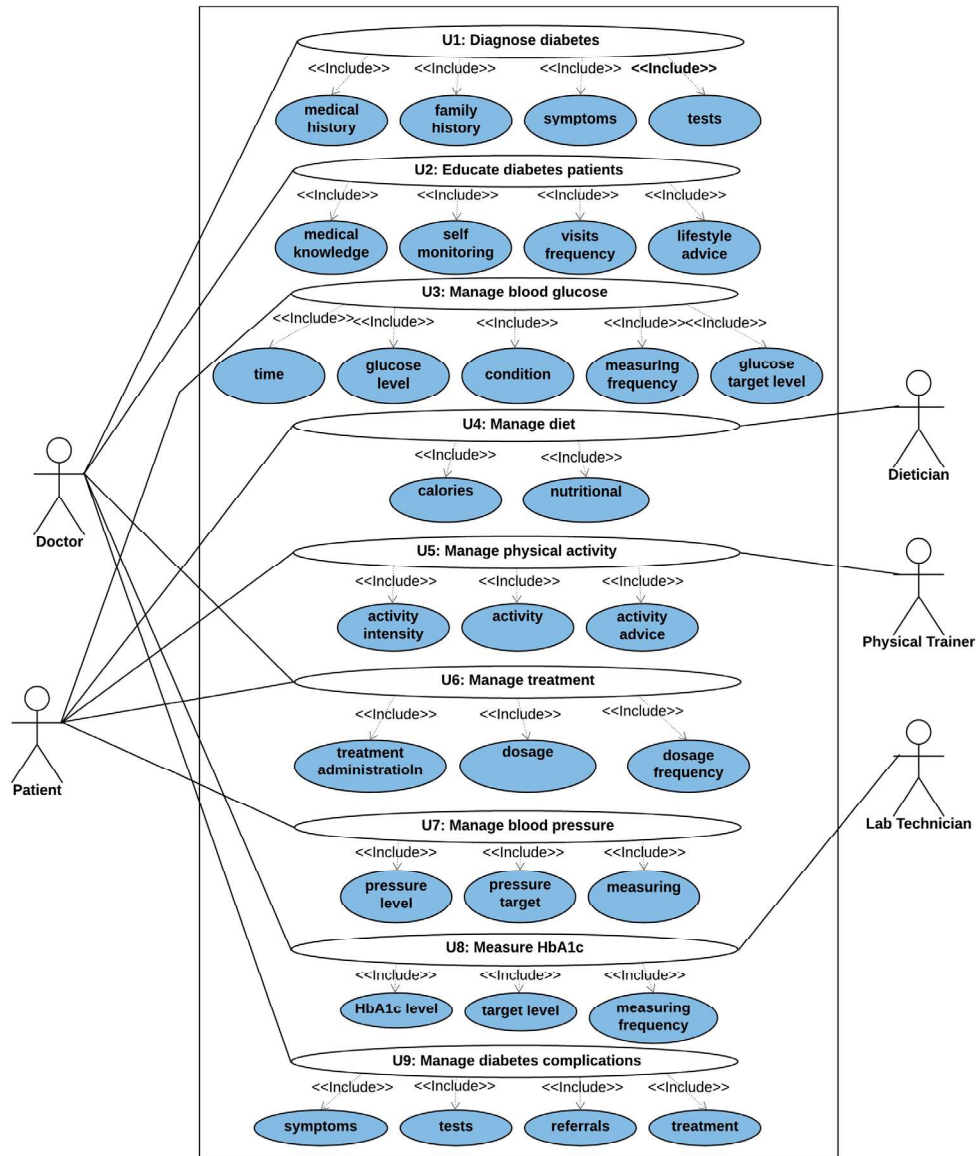 U1: Diagnose diabetes
<<Include>> <<Include>> <<Include>> <<Include>>
medical history
family history
symptoms
tests
U2: Educate diabetes patients
<<Include>> <<Include>> <<Include>> <<Include>>
medical knowledge
self monitoring
visits frequency
lifestyle advice
U3: Manage blood glucose
<<Include>> <<Include>> <<Include>> <<Include>> <<Include>>
time
glucose level
condition
measuring frequency
glucose target level
U4: Manage diet
<<Include>> <<Include>>
calories
nutritional
Dietician
Doctor
U5: Manage physical activity
<<Include>> <<Include>> <<Include>>
activity intensity
activity
activity advice
Physical Trainer
U6: Manage treatment
<<Include>> <<Include>> <<Include>>
treatment administratioln
dosage
dosage frequency
Patient
U7: Manage blood pressure
<<Include>> <<Include>> <<Include>>
pressure level
pressure target
measuring
Lab Technician
U8: Measure HbA1c
<<Include>> <<Include>> <<Include>>
HbA1c level
target level
measuring frequency
U9: Manage diabetes complications
<<Include>> <<Include>> <<Include>> <<Include>>
symptoms
tests
referrals
treatment